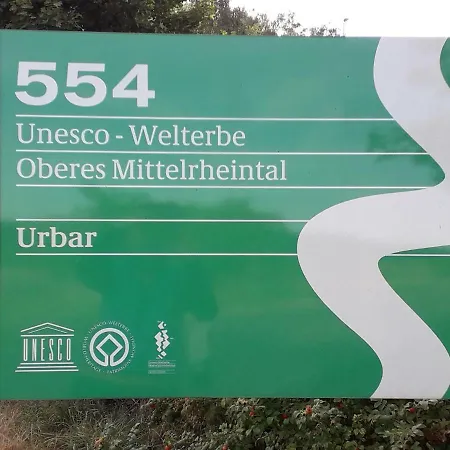 554
Unesco - Welterbe
Oberes Mittelrheintal
Urbar
UNESCO